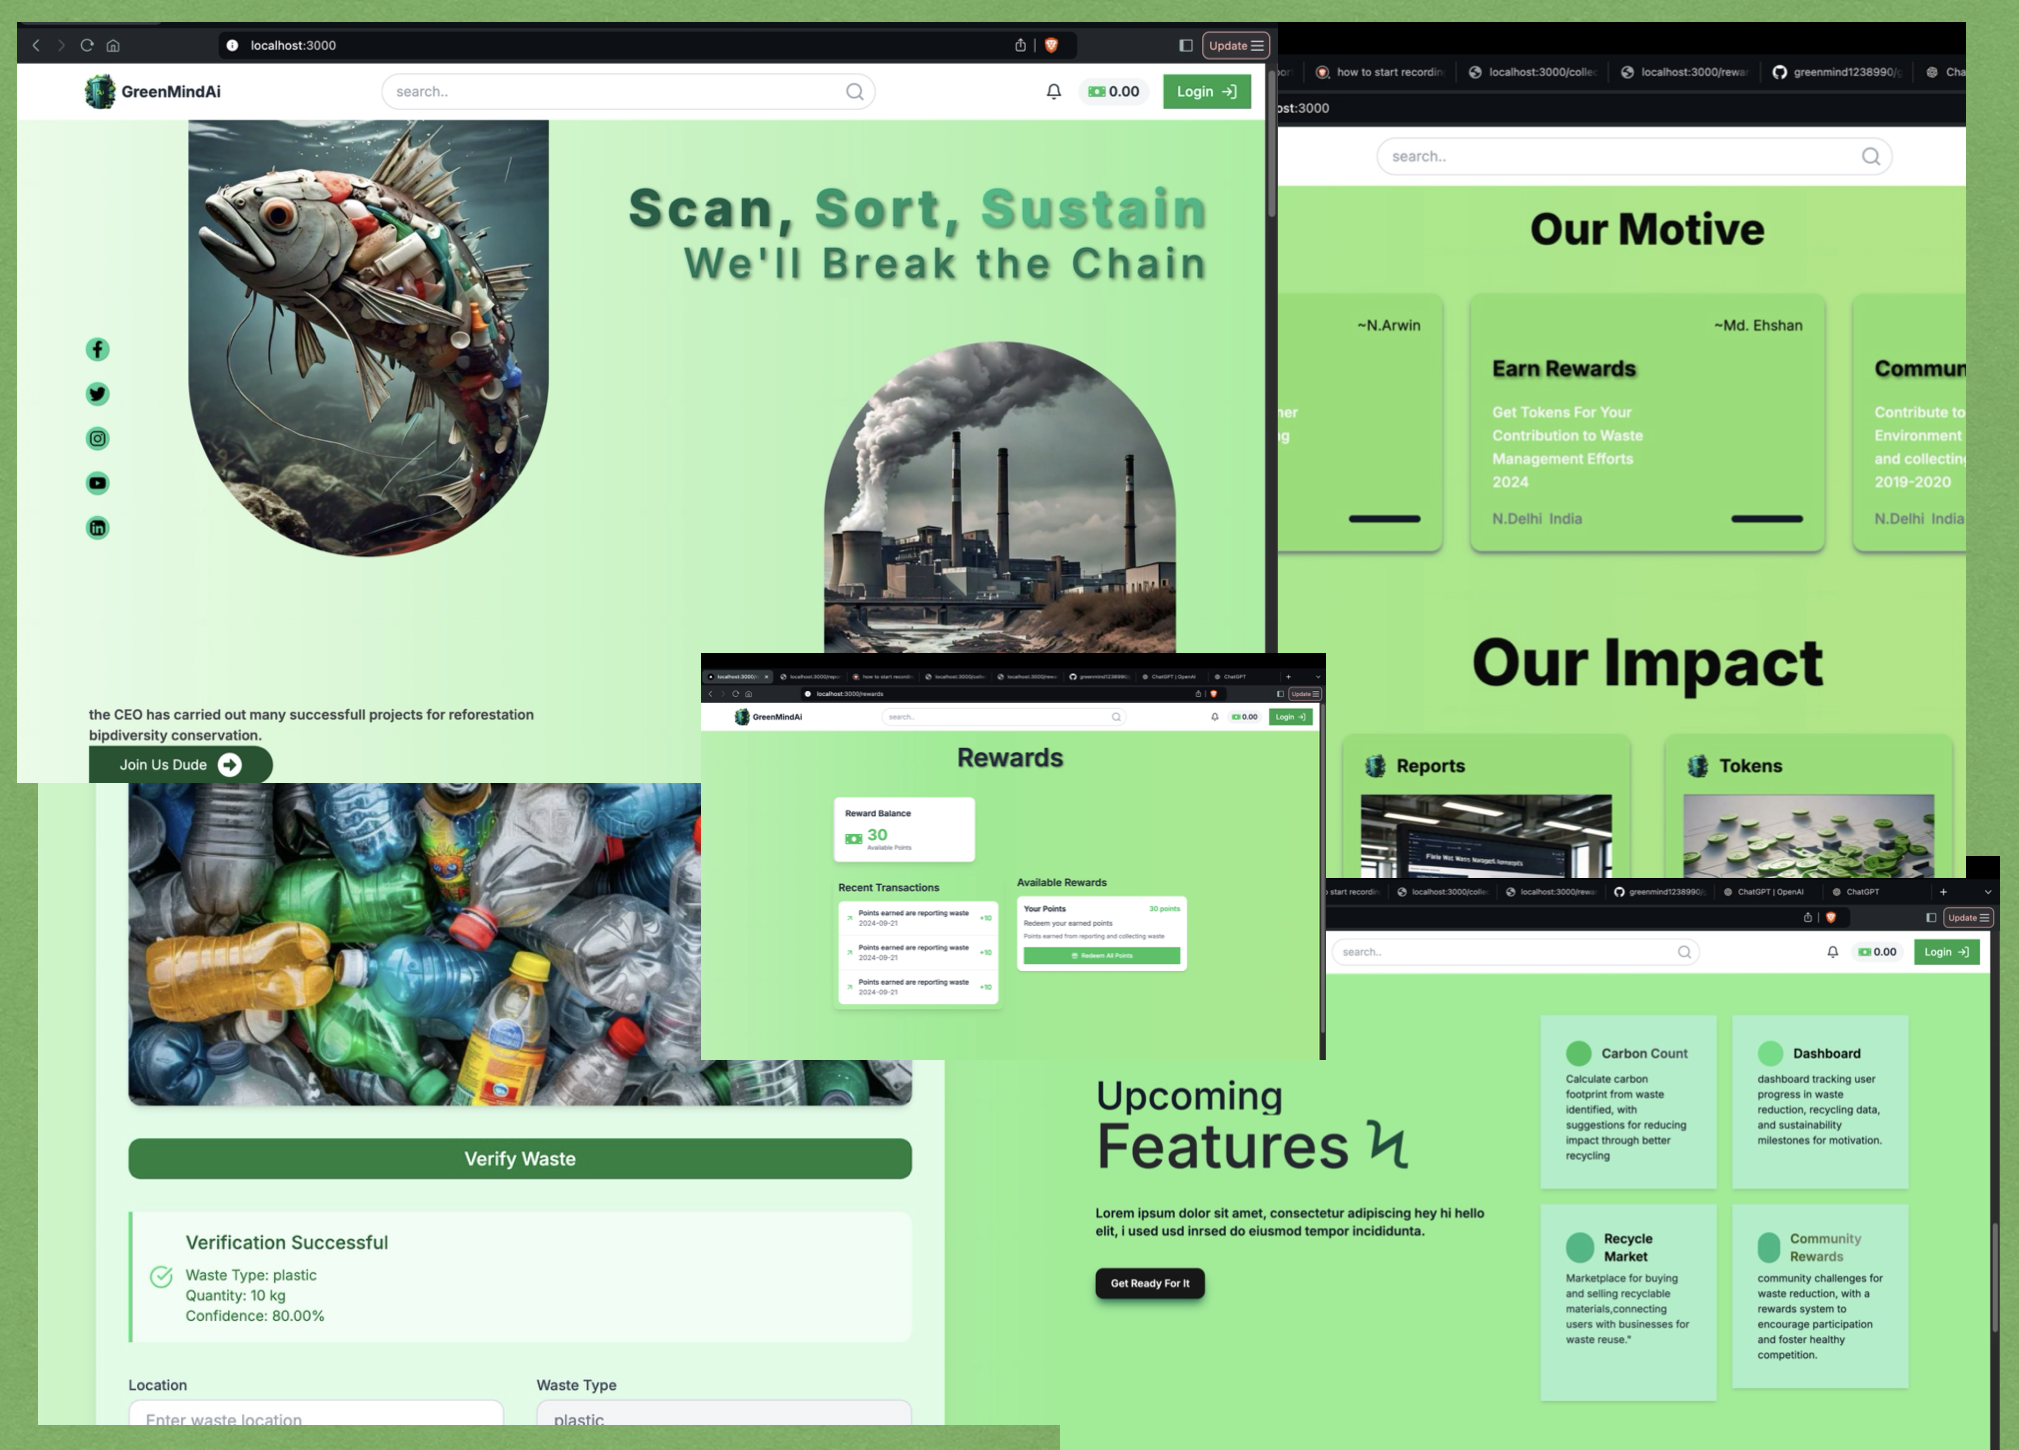 localhost:3000
Update
GreenMindAi
search..
0.00
Login
Scan, Sort, Sustain
We'll Break the Chain
the CEO has carried out many successfull projects for reforestation
bipdiversity conservation.
Join Us Dude
how to start recordin
localhost:3000/collec
localhost:3000/rewar
greenmind1238990/g
Cha
ost:3000
search..
Our Motive
~N.Arwin
~Md. Ehshan
Earn Rewards
Get Tokens For Your
Contribution to Waste
Management Efforts
2024
N.Delhi India
Commun
Contribute to
Environment
and collecting
2019-2020
N.Delhi India
Our Impact
Reports
Tokens
localhost:3000/rewards
Update
GreenMindAi
search..
0.00
Login
Rewards
Reward Balance
30
Available Points
Recent Transactions
Points earned are reporting waste
2024-09-21
+10
Points earned are reporting waste
2024-09-21
+10
Points earned are reporting waste
2024-09-21
+10
Available Rewards
Your Points
30 points
Redeem your earned points
Points earned from reporting and collecting waste
Redeem All Points
Verify Waste
Verification Successful
Waste Type: plastic
Quantity: 10 kg
Confidence: 80.00%
Location
Enter waste location
Waste Type
plastic
start recordin
localhost:3000/collec
localhost:3000/rewa
greenmind1238990/
ChatGPT | OpenAI
ChatGPT
Update
search..
0.00
Login
Upcoming
Features
Lorem ipsum dolor sit amet, consectetur adipiscing hey hi hello
elit, i used usd inrsed do eiusmod tempor incididunta.
Get Ready For It
Carbon Count
Calculate carbon
footprint from waste
identified, with
suggestions for reducing
impact through better
recycling
Dashboard
dashboard tracking user
progress in waste
reduction, recycling data,
and sustainability
milestones for motivation.
Recycle
Market
Marketplace for buying
and selling recyclable
materials,connecting
users with businesses for
waste reuse."
Community
Rewards
community challenges for
waste reduction, with a
rewards system to
encourage participation
and foster healthy
competition.